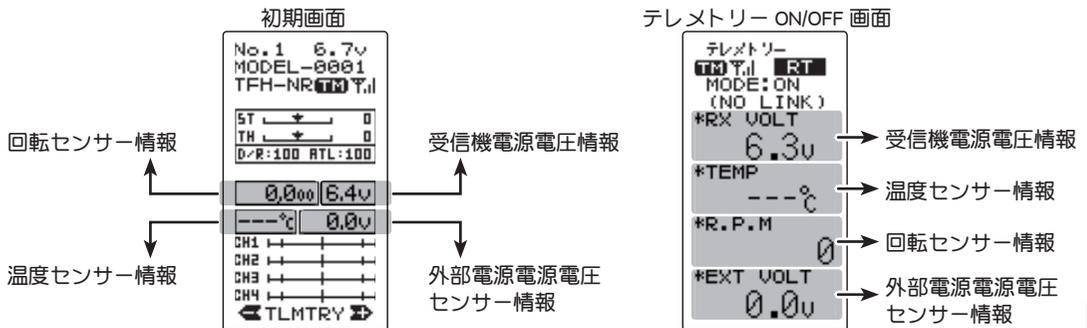 初期画面
No.1 6.7v
MODEL-0001
TFH-NR TM
ST 0
TH 0
D/R:100 ATL:100
0,000 6.4v
---℃ 0.0v
CH1
CH2
CH3
CH4
TLMTRY
回転センサー情報
温度センサー情報
受信機電源電圧情報
外部電源電源電圧
センサー情報
テレメトリー ON/OFF 画面
テレメトリー
TM RT
MODE:ON
(NO LINK)
*RX VOLT
6.3v
*TEMP
---℃
*R.P.M
0
*EXT VOLT
0.0v
受信機電源電圧情報
温度センサー情報
回転センサー情報
外部電源電源電圧
センサー情報